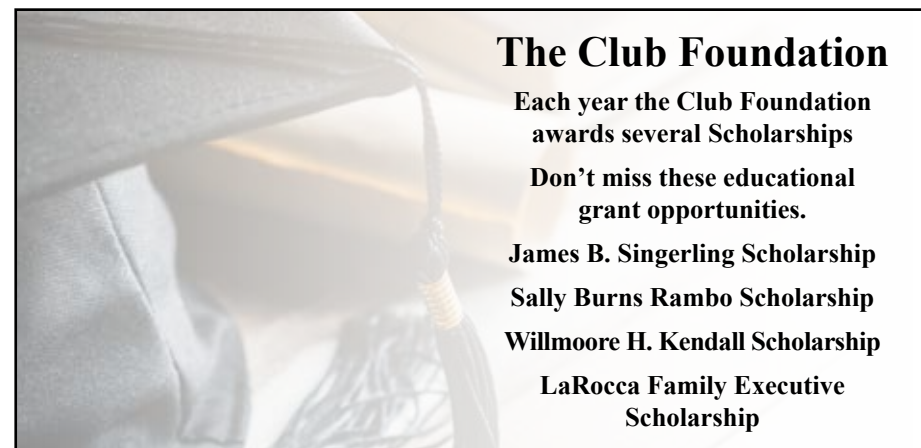 The Club Foundation
Each year the Club Foundation
awards several Scholarships
Don’t miss these educational
grant opportunities.
James B. Singerling Scholarship
Sally Burns Rambo Scholarship
Willmoore H. Kendall Scholarship
LaRocca Family Executive
Scholarship